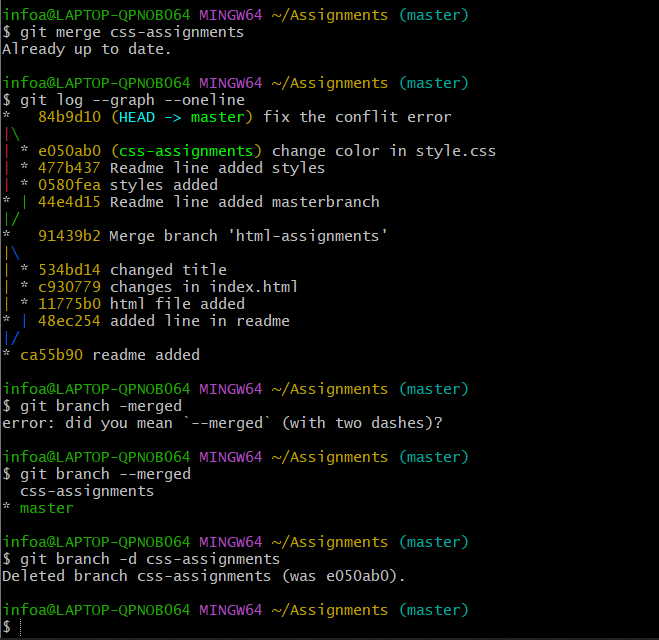 infoa@LAPTOP-QPNOB064 MINGW64 ~/Assignments (master)
$ git merge css-assignments
Already up to date.
infoa@LAPTOP-QPNOB064 MINGW64 ~/Assignments (master)
$ git log --graph --oneline
*   84b9d10 (HEAD -> master) fix the conflit error
|\
| * e050ab0 (css-assignments) change color in style.css
| * 477b437 Readme line added styles
| * 0580fea styles added
* | 44e4d15 Readme line added masterbranch
|/
*   91439b2 Merge branch 'html-assignments'
|\
| * 534bd14 changed title
| * c930779 changes in index.html
| * 11775b0 html file added
* | 48ec254 added line in readme
|/
* ca55b90 readme added
infoa@LAPTOP-QPNOB064 MINGW64 ~/Assignments (master)
$ git branch -merged
error: did you mean `--merged` (with two dashes)?
infoa@LAPTOP-QPNOB064 MINGW64 ~/Assignments (master)
$ git branch --merged
  css-assignments
* master
infoa@LAPTOP-QPNOB064 MINGW64 ~/Assignments (master)
$ git branch -d css-assignments
Deleted branch css-assignments (was e050ab0).
infoa@LAPTOP-QPNOB064 MINGW64 ~/Assignments (master)
$